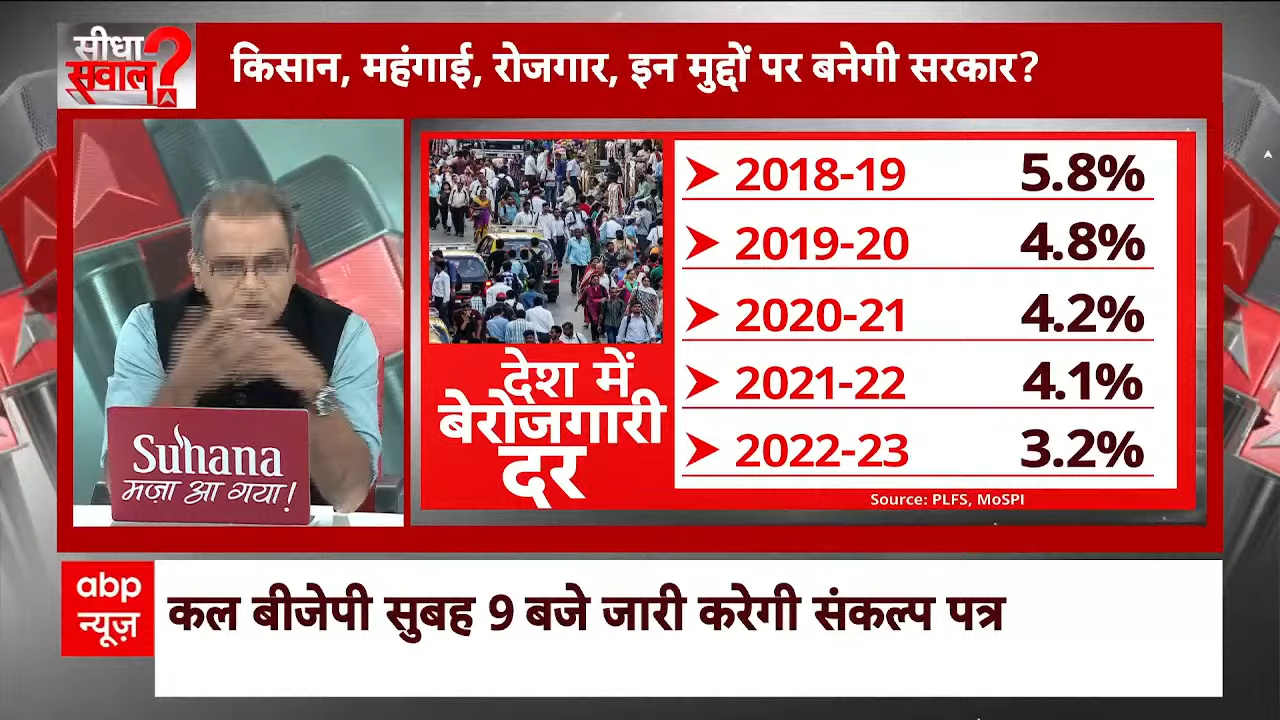 सीधा
सवाल?
किसान, महंगाई, रोजगार, इन मुद्दों पर बनेगी सरकार?
Suhana
मज़ा आ गया!
देश में
बेरोजगारी
दर
2018-19 5.8%
2019-20 4.8%
2020-21 4.2%
2021-22 4.1%
2022-23 3.2%
Source: PLFS, MoSPI
abp
न्यूज़
कल बीजेपी सुबह 9 बजे जारी करेगी संकल्प पत्र